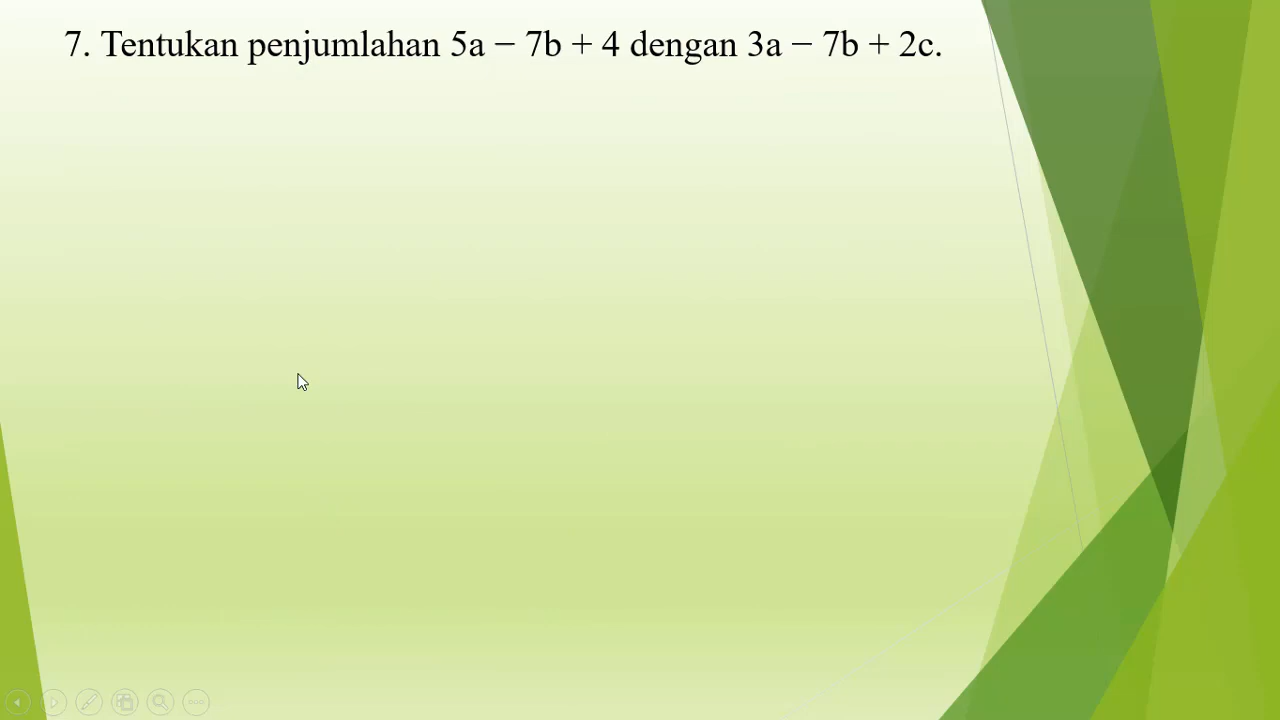 7. Tentukan penjumlahan 5a − 7b + 4 dengan 3a − 7b + 2c.